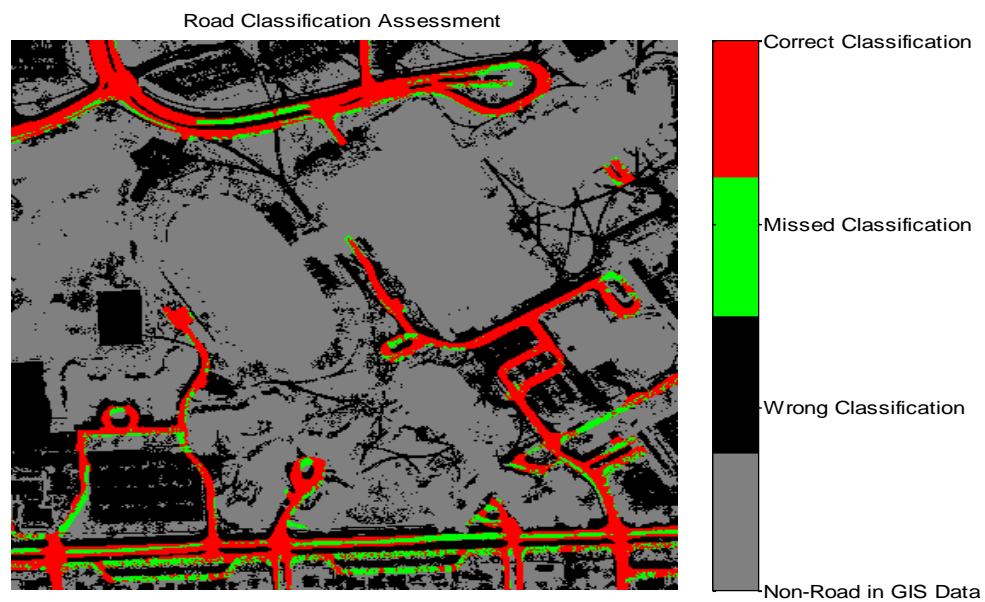 Road Classification Assessment
Correct Classification
Missed Classification
Wrong Classification
Non-Road in GIS Data